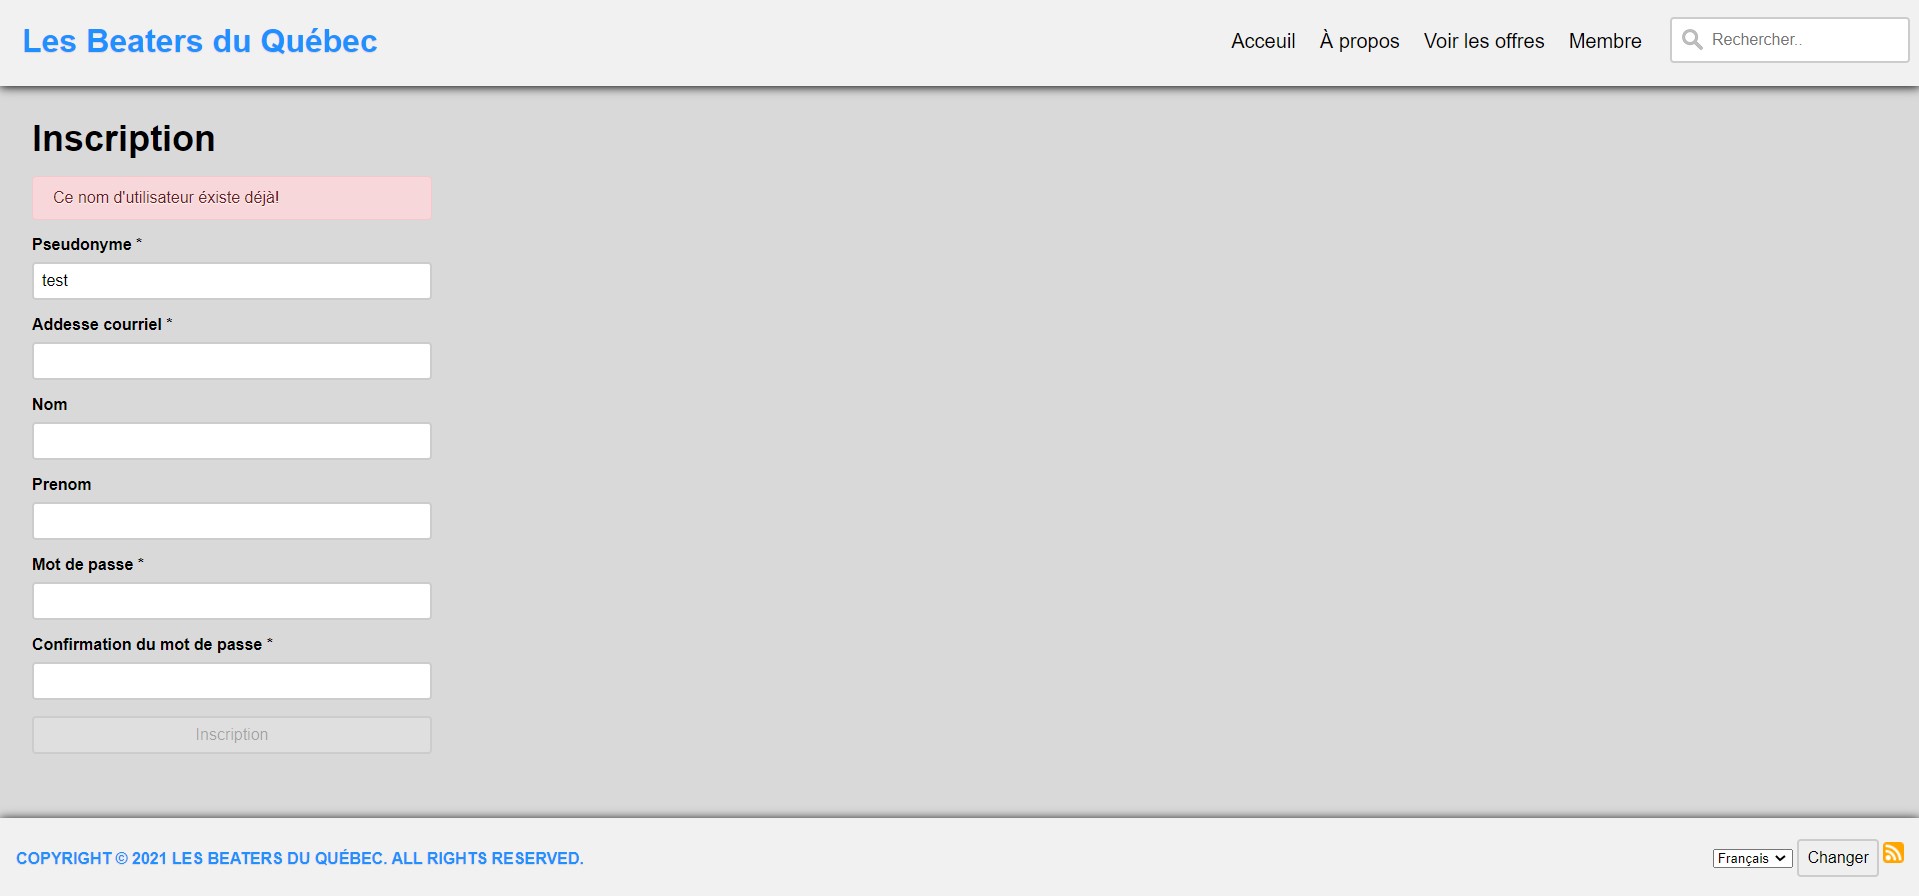 Les Beaters du Québec
Acceuil À propos Voir les offres Membre Rechercher..
Inscription
Ce nom d'utilisateur éxiste déjà!
Pseudonyme *
test
Addesse courriel *
Nom
Prenom
Mot de passe *
Confirmation du mot de passe *
Inscription
COPYRIGHT © 2021 LES BEATERS DU QUÉBEC. ALL RIGHTS RESERVED.
Français Changer